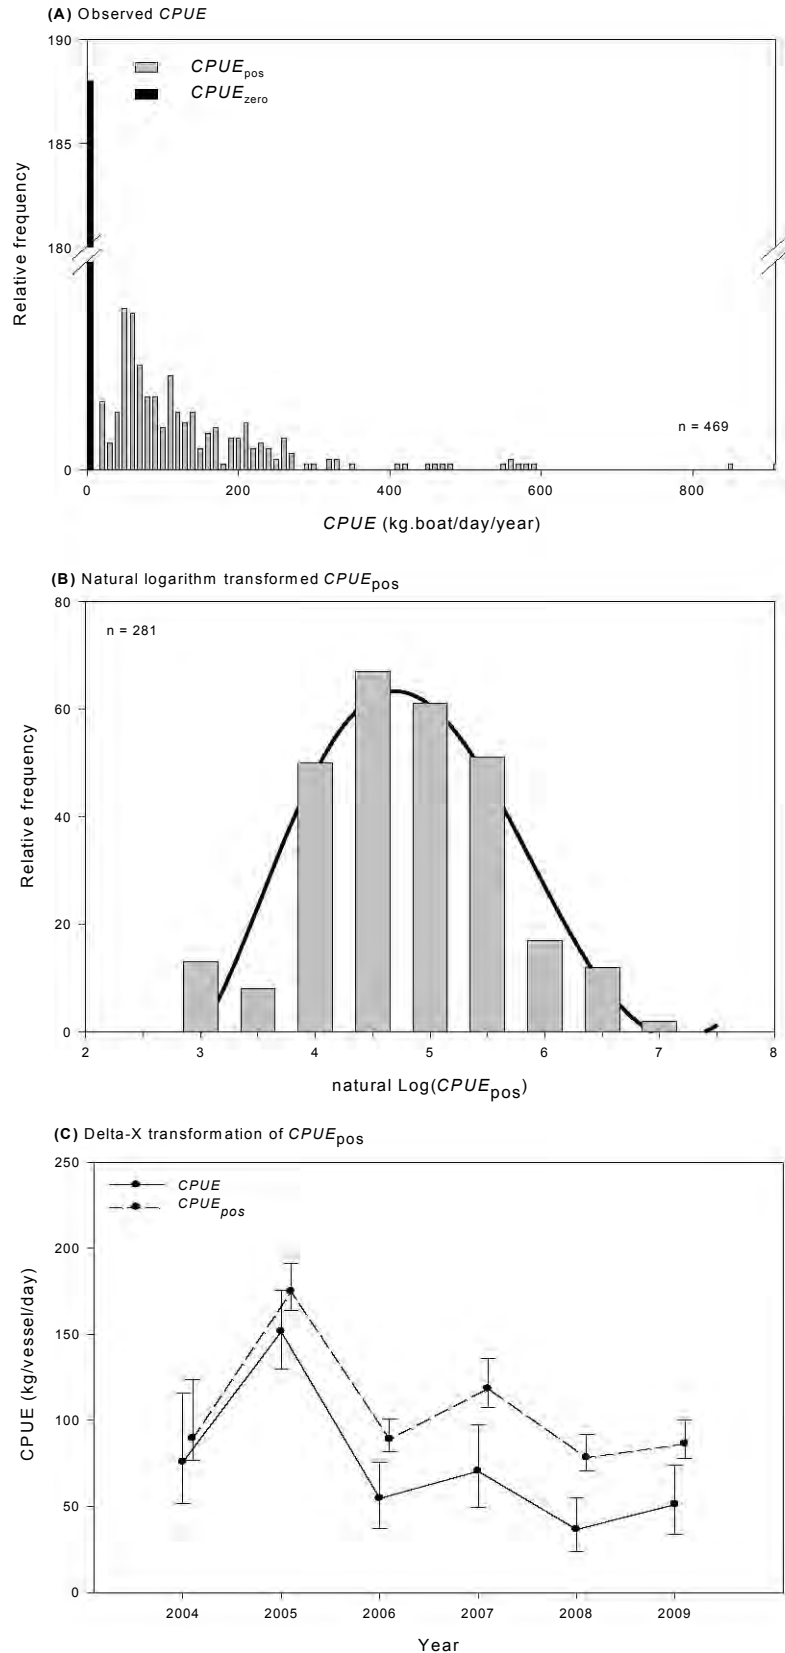 (A) Observed CPUE
190
185
180
0
Relative frequency
CPUEpos
CPUEzero
n = 469
0 200 400 600 800
CPUE (kg.boat/day/year)
(B) Natural logarithm transformed CPUEpos
80
60
40
20
0
Relative frequency
n = 281
2 3 4 5 6 7 8
natural Log(CPUEpos)
(C) Delta-X transformation of CPUEpos
250
200
150
100
50
0
CPUE (kg/vessel/day)
CPUE
CPUEpos
2004 2005 2006 2007 2008 2009
Year